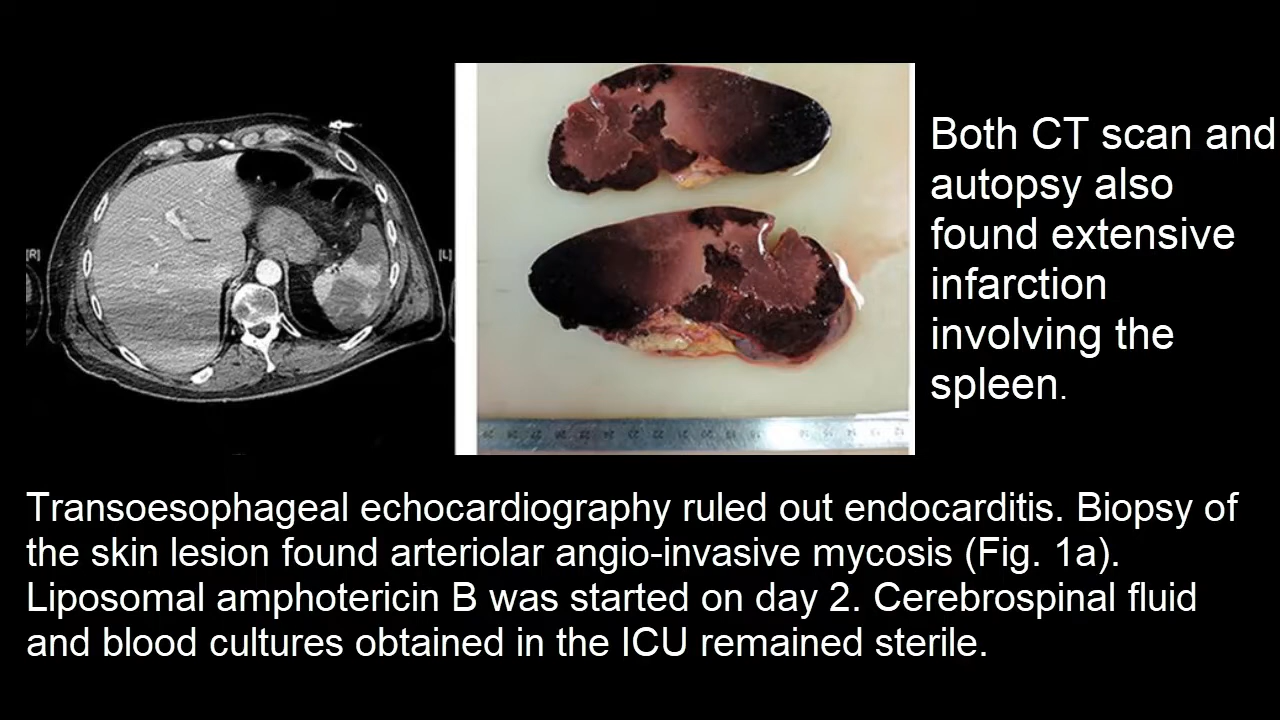 [R]
[L]
Both CT scan and
autopsy also
found extensive
infarction
involving the
spleen.
Transoesophageal echocardiography ruled out endocarditis. Biopsy of
the skin lesion found arteriolar angio-invasive mycosis (Fig. 1a).
Liposomal amphotericin B was started on day 2. Cerebrospinal fluid
and blood cultures obtained in the ICU remained sterile.